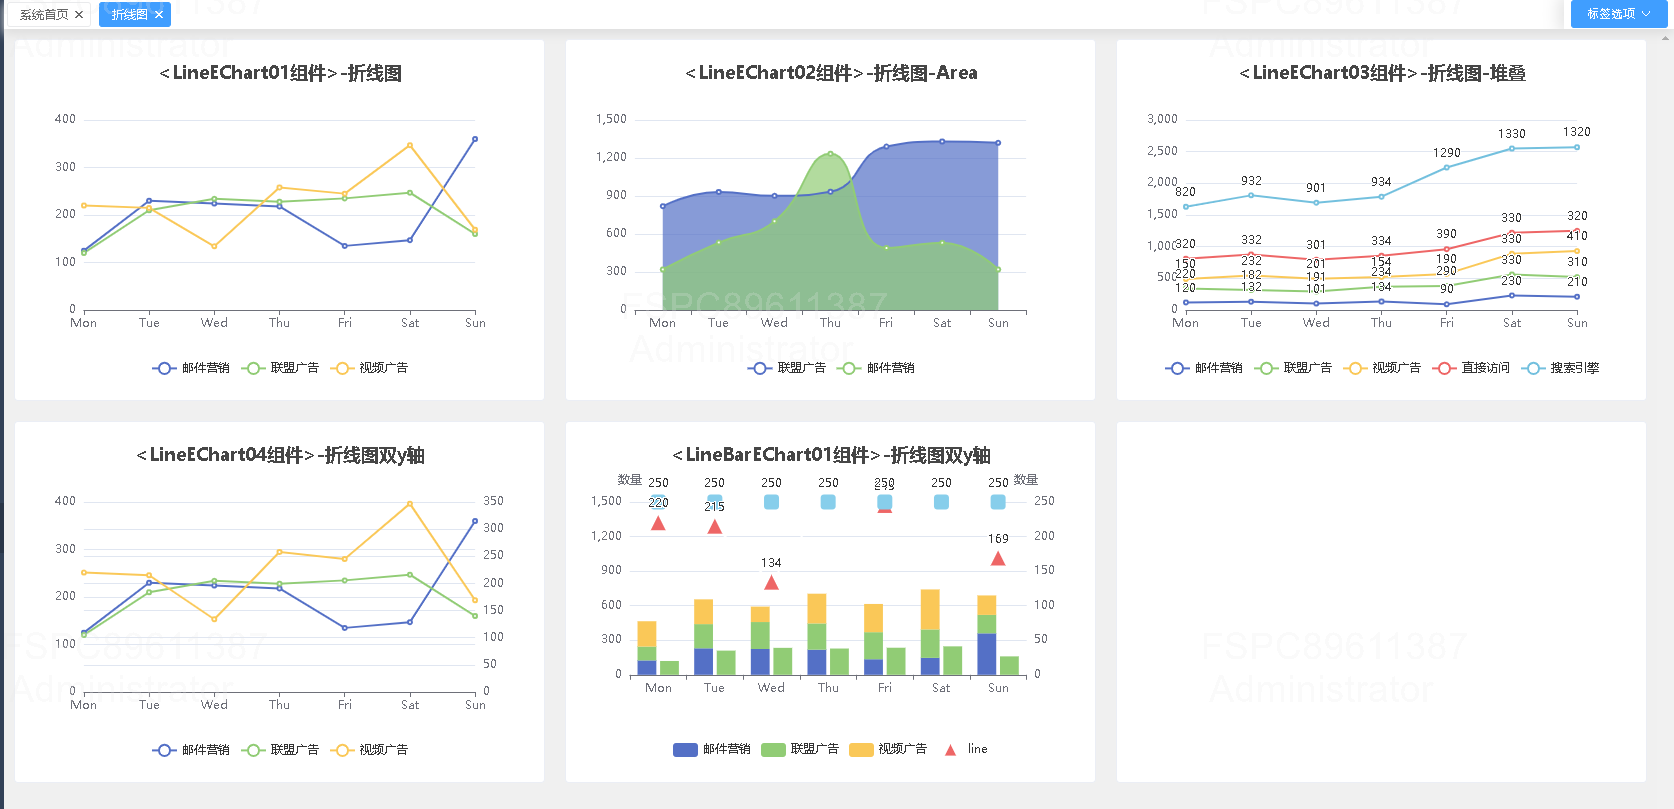 系统首页 ×
折线图 ×
标签选项
FSPC89611387
Administrator
<LineEChart01组件>-折线图
400
300
200
100
0
Mon Tue Wed Thu Fri Sat Sun
邮件营销 联盟广告 视频广告
<LineEChart02组件>-折线图-Area
1,500
1,200
900
600
300
0
Mon Tue Wed Thu Fri Sat Sun
联盟广告 邮件营销
FSPC89611387
Administrator
<LineEChart03组件>-折线图-堆叠
3,000
2,500
2,000
1,500
1,000
500
0
820 932 901 934 1290 1330 1320
320 332 301 334 390 330 320
150 232 201 154 190 330 410
220 182 191 234 290 330 310
120 132 101 134 90 230 210
Mon Tue Wed Thu Fri Sat Sun
邮件营销 联盟广告 视频广告 直接访问 搜索引擎
<LineEChart04组件>-折线图双y轴
400
300
200
100
0
350
300
250
200
150
100
50
0
Mon Tue Wed Thu Fri Sat Sun
邮件营销 联盟广告 视频广告
FSPC89611387
Administrator
<LineBarEChart01组件>-折线图双y轴
数量 数量
250 250 250 250 250 250 250
220 215 134 169
1,500
1,200
900
600
300
0
250
200
150
100
50
0
Mon Tue Wed Thu Fri Sat Sun
邮件营销 联盟广告 视频广告 line
FSPC89611387
Administrator